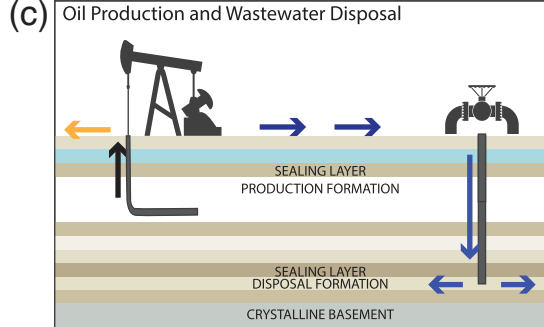 (c)
Oil Production and Wastewater Disposal
SEALING LAYER
PRODUCTION FORMATION
SEALING LAYER
DISPOSAL FORMATION
CRYSTALLINE BASEMENT